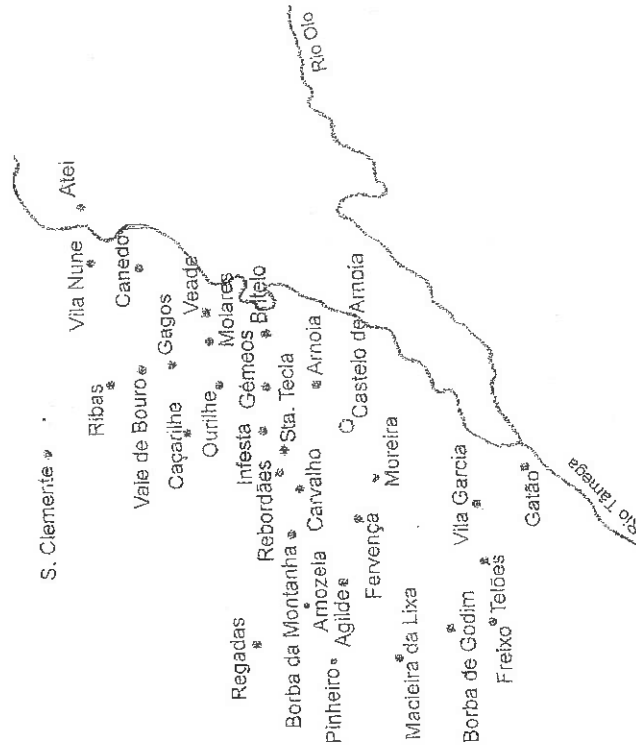 S. Clemente
Vila Nune
Atei
Ribas
Canedo
Vale de Bouro
Gagos
Caçarilhe
Veade
Ourilhe
Molares
Infesta
Gémeos
Britelo
Rebordães
Sta. Tecla
Arnoia
Regadas
Borba da Montanha
Carvalho
Arnozela
Pinheiro
Agilde
Castelo de Arnoia
Fervença
Moreira
Macieira da Lixa
Vila Garcia
Borba de Godim
Freixo
Telões
Gatão
Rio Tâmega
Rio Olo